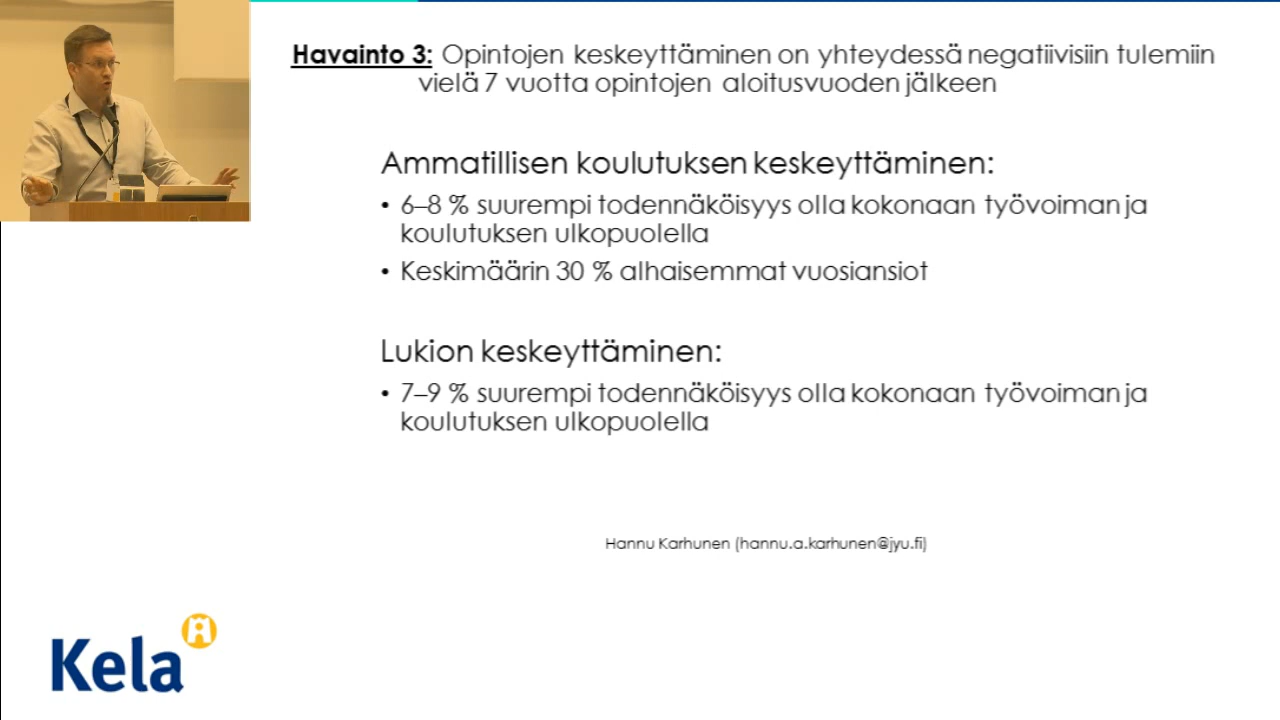 Havainto 3: Opintojen keskeyttäminen on yhteydessä negatiivisiin tulemiin
vielä 7 vuotta opintojen aloitusvuoden jälkeen
Ammatillisen koulutuksen keskeyttäminen:
• 6–8 % suurempi todennäköisyys olla kokonaan työvoiman ja
koulutuksen ulkopuolella
• Keskimäärin 30 % alhaisemmat vuosiansiot
Lukion keskeyttäminen:
• 7–9 % suurempi todennäköisyys olla kokonaan työvoiman ja
koulutuksen ulkopuolella
Hannu Karhunen (hannu.a.karhunen@jyu.fi)
Kela